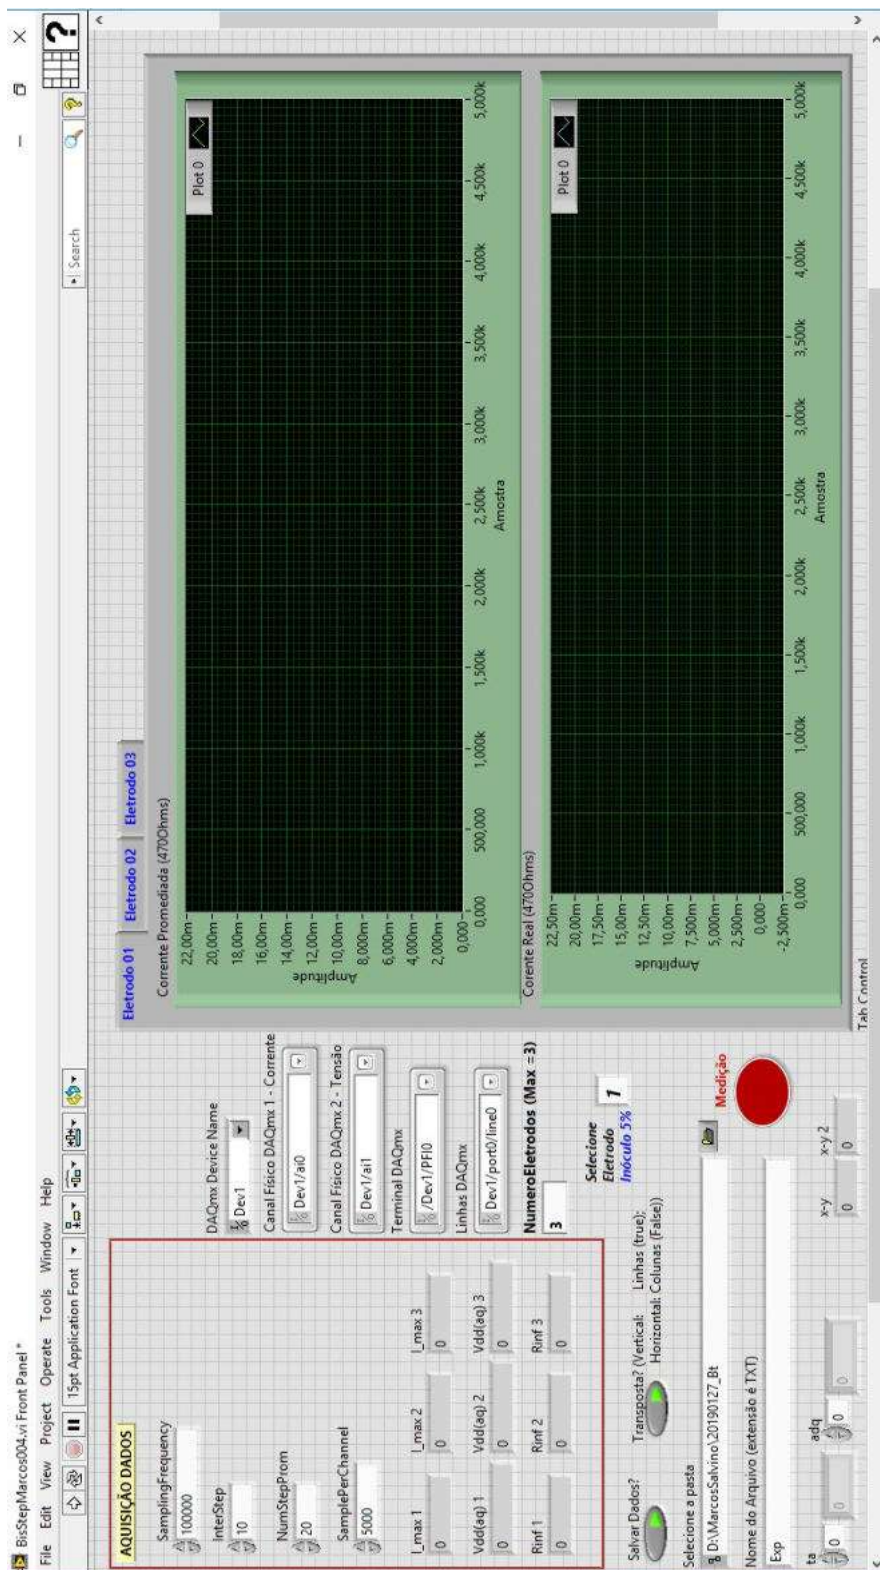 BisStepMarcos004.vi Front Panel *
File Edit View Project Operate Tools Window Help
15pt Application Font
Search
AQUISIÇÃO DADOS
SamplingFrequency
100000
InterStep
10
NumStepProm
20
SamplePerChannel
5000
I_max 1 I_max 2 I_max 3
0 0 0
Vdd(aq) 1 Vdd(aq) 2 Vdd(aq) 3
0 0 0
Rinf 1 Rinf 2 Rinf 3
0 0 0
DAQmx Device Name
Dev1
Canal Físico DAQmx 1 - Corrente
Dev1/ai0
Canal Físico DAQmx 2 - Tensão
Dev1/ai1
Terminal DAQmx
/Dev1/PFI0
Linhas DAQmx
Dev1/port0/line0
NumeroEletrodos (Max =3)
3
Selecione
Eletrodo
Inóculo 5%
1
Salvar Dados?
Transposta? (Vertical: Linhas (true);
Horizontal: Colunas (False))
Selecione a pasta
D:\MarcosSalvino\20190127_Bt
Medição
Nome do Arquivo (extensão é TXT)
Exp
ta adq x-y x-y 2
0 0 0 0 0 0
Eletrodo 01 Eletrodo 02 Eletrodo 03
Corrente Promediada (470Ohms)
Plot 0
Amplitude
22,00m
20,00m
18,00m
16,00m
14,00m
12,00m
10,00m
8,000m
6,000m
4,000m
2,000m
0,000
0,000 500,000 1,000k 1,500k 2,000k 2,500k 3,000k 3,500k 4,000k 4,500k 5,000k
Amostra
Corente Real (470Ohms)
Plot 0
Amplitude
22,50m
20,00m
17,50m
15,00m
12,50m
10,00m
7,500m
5,000m
2,500m
0,000
-2,500m
0,000 500,000 1,000k 1,500k 2,000k 2,500k 3,000k 3,500k 4,000k 4,500k 5,000k
Amostra
Tab Control